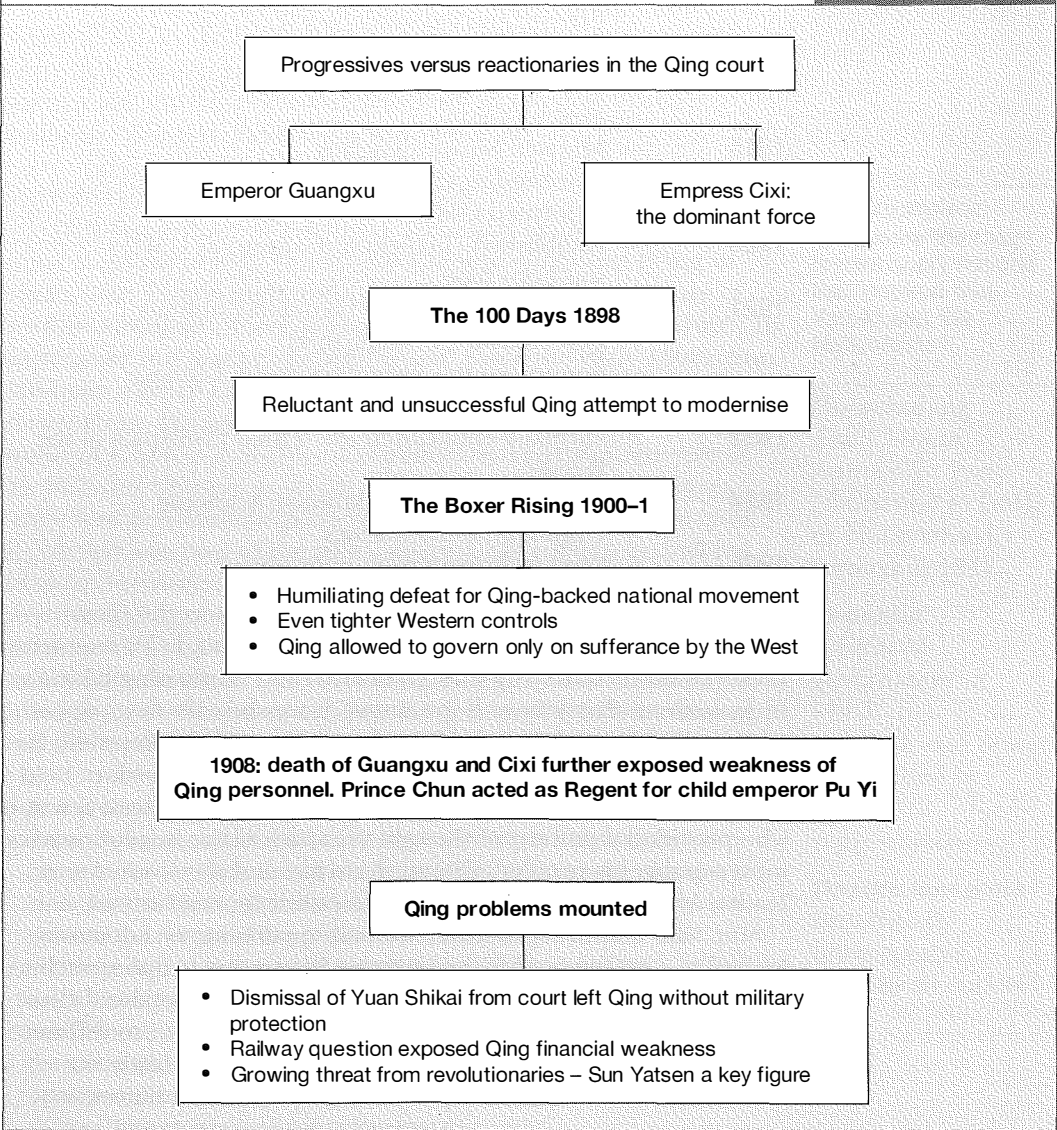 Progressives versus reactionaries in the Qing court
Emperor Guangxu
Empress Cixi:
the dominant force
The 100 Days 1898
Reluctant and unsuccessful Qing attempt to modernise
The Boxer Rising 1900–1
• Humiliating defeat for Qing-backed national movement
• Even tighter Western controls
• Qing allowed to govern only on sufferance by the West
1908: death of Guangxu and Cixi further exposed weakness of
Qing personnel. Prince Chun acted as Regent for child emperor Pu Yi
Qing problems mounted
• Dismissal of Yuan Shikai from court left Qing without military
protection
• Railway question exposed Qing financial weakness
• Growing threat from revolutionaries – Sun Yatsen a key figure